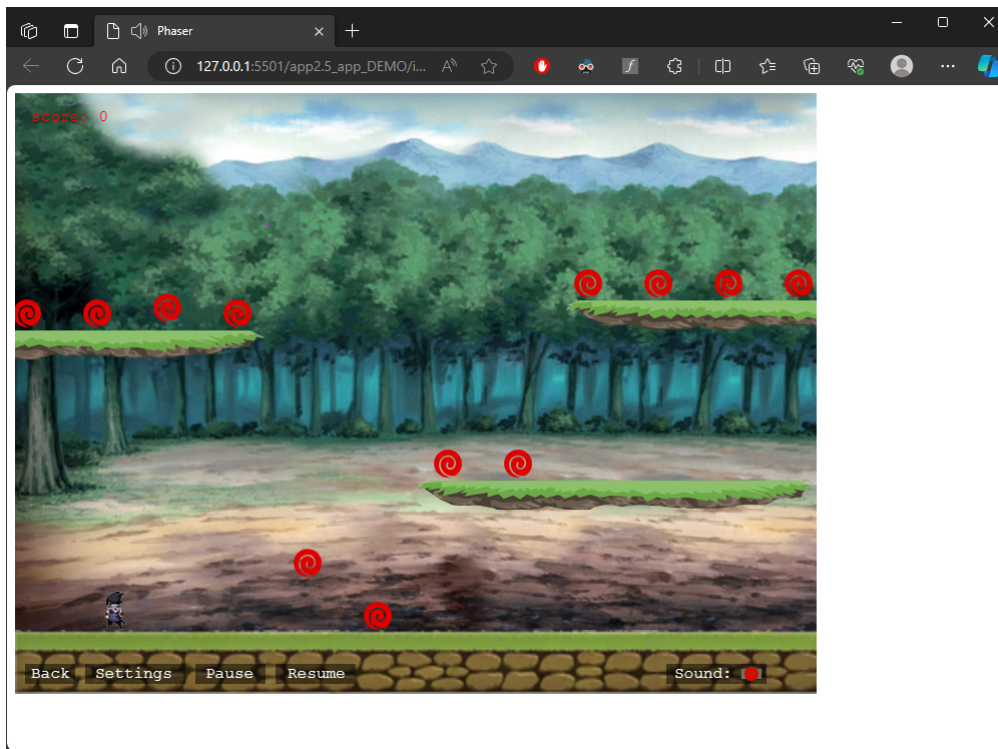 Phaser
127.0.0.1:5501/app2.5_app_DEMO/i...
score: 0
Back Settings Pause Resume Sound: